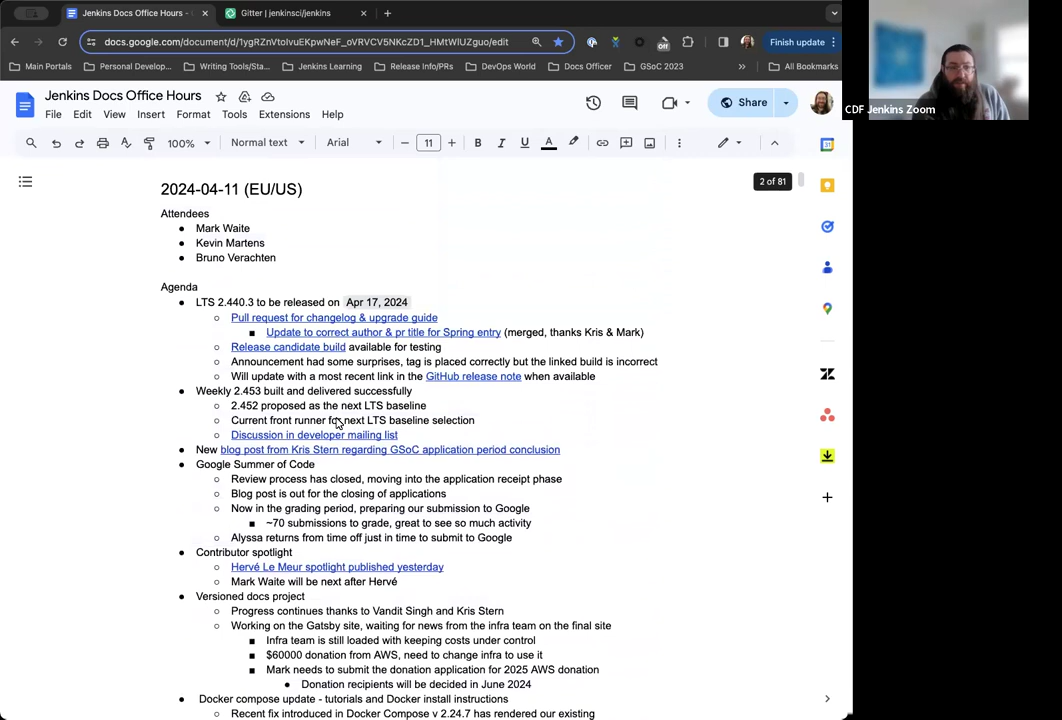 Jenkins Docs Office Hours -
Gitter | jenkinsci/jenkins
docs.google.com/document/d/1ygRZnVtoIvuEKpwNeF_oVRVCV5NKcZD1_HMtWlUZguo/edit
Off
Finish update
Main Portals
Personal Develop...
Writing Tools/Sta...
Jenkins Learning
Release Info/PRs
DevOps World
Docs Officer
GSoC 2023
All Bookmarks
Jenkins Docs Office Hours
File Edit View Insert Format Tools Extensions Help
Share
CDF Jenkins Zoom
100% Normal text Arial 11 B I U A
31
2 of 81
2024-04-11 (EU/US)
Attendees
Mark Waite
Kevin Martens
Bruno Verachten
Agenda
LTS 2.440.3 to be released on Apr 17, 2024
Pull request for changelog & upgrade guide
Update to correct author & pr title for Spring entry (merged, thanks Kris & Mark)
Release candidate build available for testing
Announcement had some surprises, tag is placed correctly but the linked build is incorrect
Will update with a most recent link in the GitHub release note when available
Weekly 2.453 built and delivered successfully
2.452 proposed as the next LTS baseline
Current front runner for next LTS baseline selection
Discussion in developer mailing list
New blog post from Kris Stern regarding GSoC application period conclusion
Google Summer of Code
Review process has closed, moving into the application receipt phase
Blog post is out for the closing of applications
Now in the grading period, preparing our submission to Google
~70 submissions to grade, great to see so much activity
Alyssa returns from time off just in time to submit to Google
Contributor spotlight
Hervé Le Meur spotlight published yesterday
Mark Waite will be next after Hervé
Versioned docs project
Progress continues thanks to Vandit Singh and Kris Stern
Working on the Gatsby site, waiting for news from the infra team on the final site
Infra team is still loaded with keeping costs under control
$60000 donation from AWS, need to change infra to use it
Mark needs to submit the donation application for 2025 AWS donation
Donation recipients will be decided in June 2024
Docker compose update - tutorials and Docker install instructions
Recent fix introduced in Docker Compose v 2.24.7 has rendered our existing